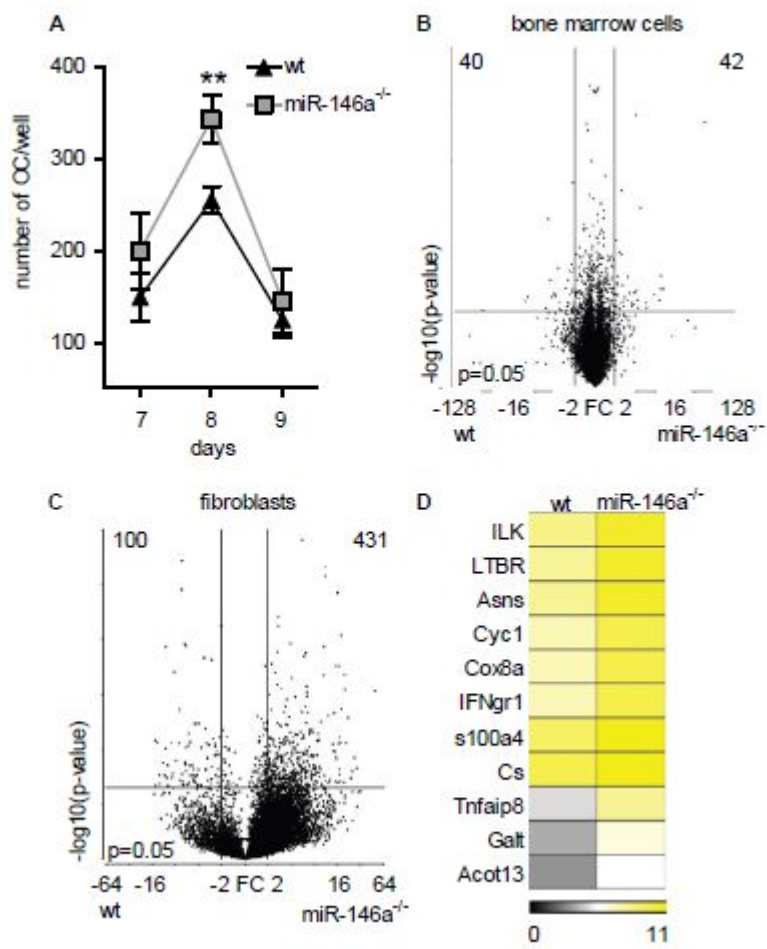 A
wt
miR-146a-/-
**
400
300
200
100
number of OC/well
7 8 9
days
B
bone marrow cells
40 42
-log10(p-value)
p=0.05
-128 -16 -2 FC 2 16 128
wt miR-146a-/-
C
fibroblasts
100 431
-log10(p-value)
p=0.05
-64 -16 -2 FC 2 16 64
wt miR-146a-/-
D
wt miR-146a-/-
ILK
LTBR
Asns
Cyc1
Cox8a
IFNgr1
s100a4
Cs
Tnfaip8
Galt
Acot13
0 11